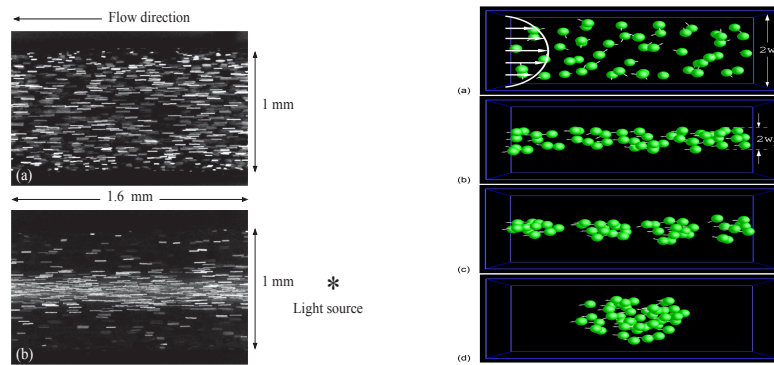 Flow direction
1 mm
(a)
1.6 mm
1 mm
*
Light source
(b)
2w
(a)
2w
(b)
(c)
(d)